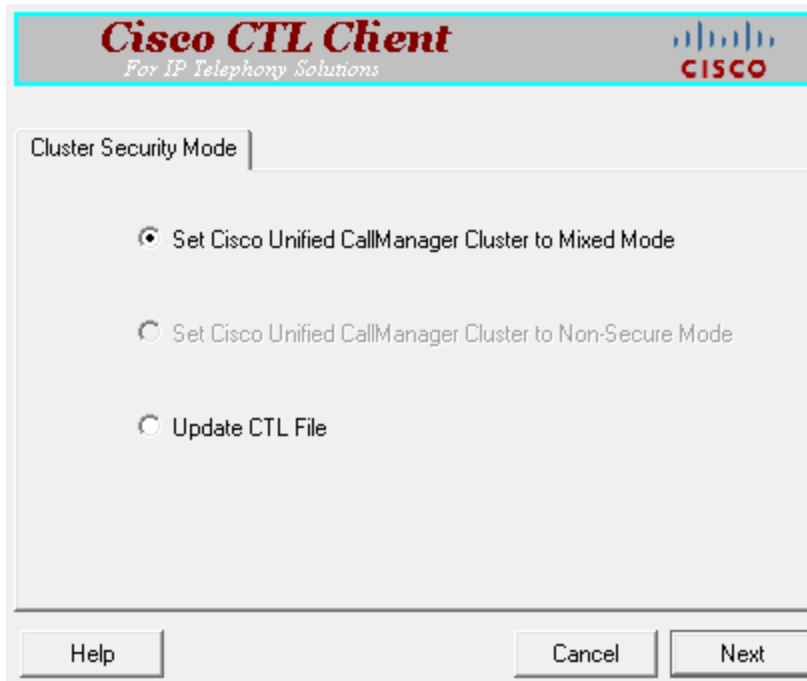 Cisco CTL Client
For IP Telephony Solutions
CISCO
Cluster Security Mode
Set Cisco Unified CallManager Cluster to Mixed Mode
Set Cisco Unified CallManager Cluster to Non-Secure Mode
Update CTL File
Help
Cancel
Next